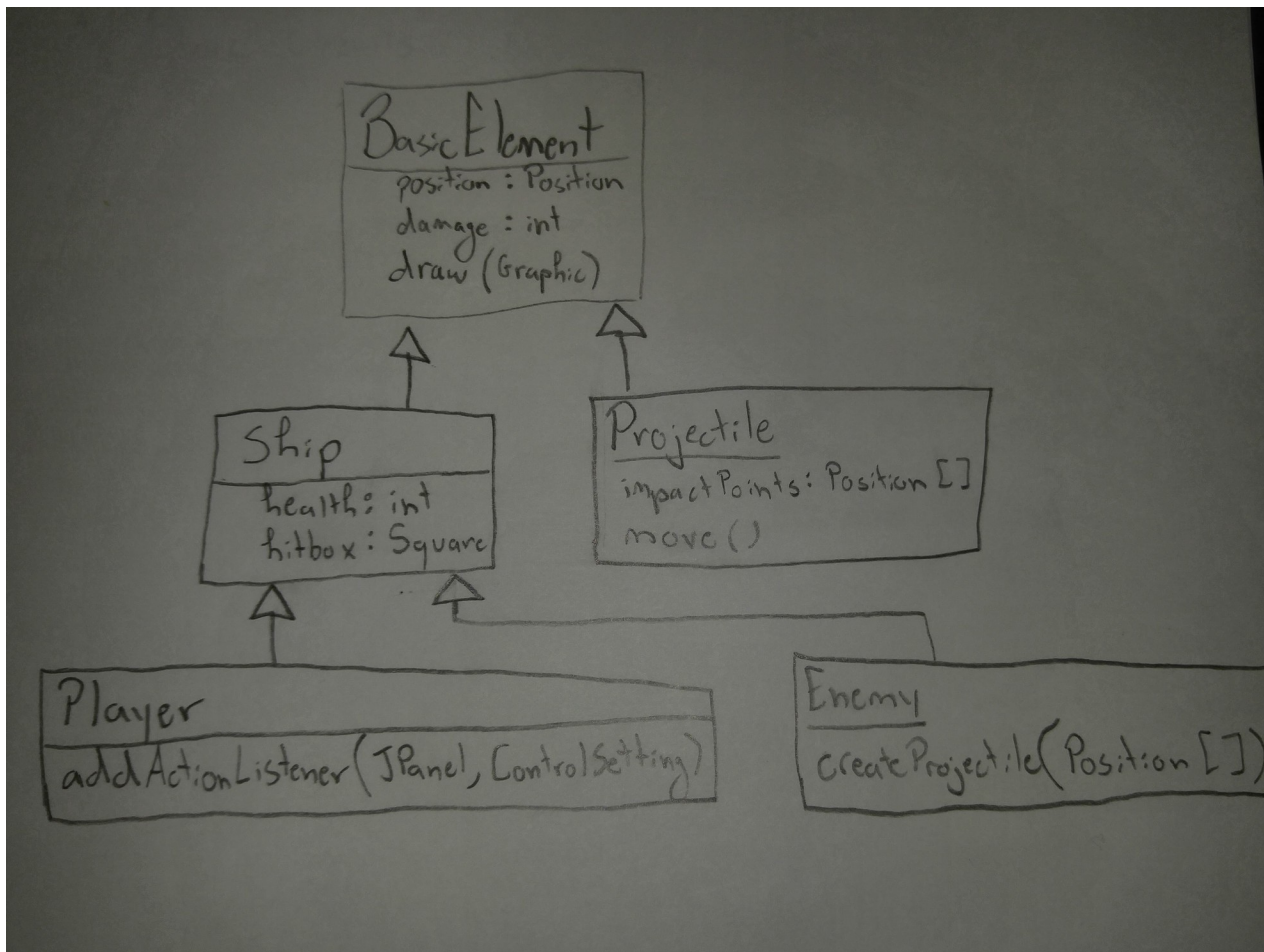 BasicElement
position : Position
damage : int
draw (Graphic)
Ship
health : int
hitbox : Square
Projectile
impactPoints : Position []
move ()
Player
addActionListener (JPanel, ControlSetting)
Enemy
createProjectile (Position [])